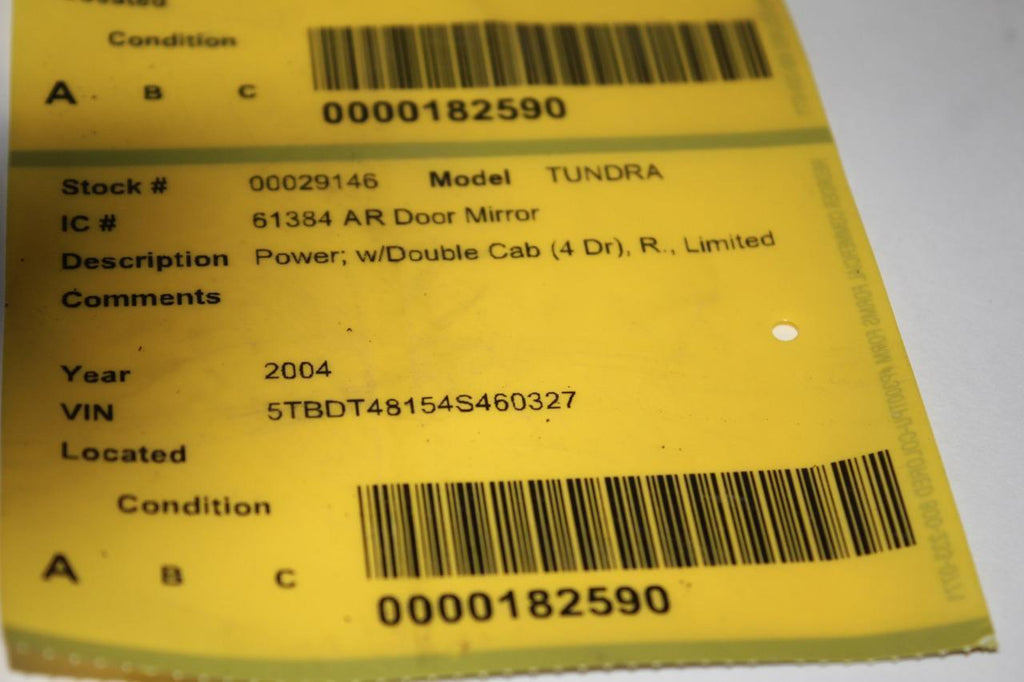 Located
Condition
A B C
0000182590
Stock # 00029146 Model TUNDRA
IC # 61384 AR Door Mirror
Description Power; w/Double Cab (4 Dr), R., Limited
Comments
Year 2004
VIN 5TBDT48154S460327
Located
Condition
A B C
0000182590